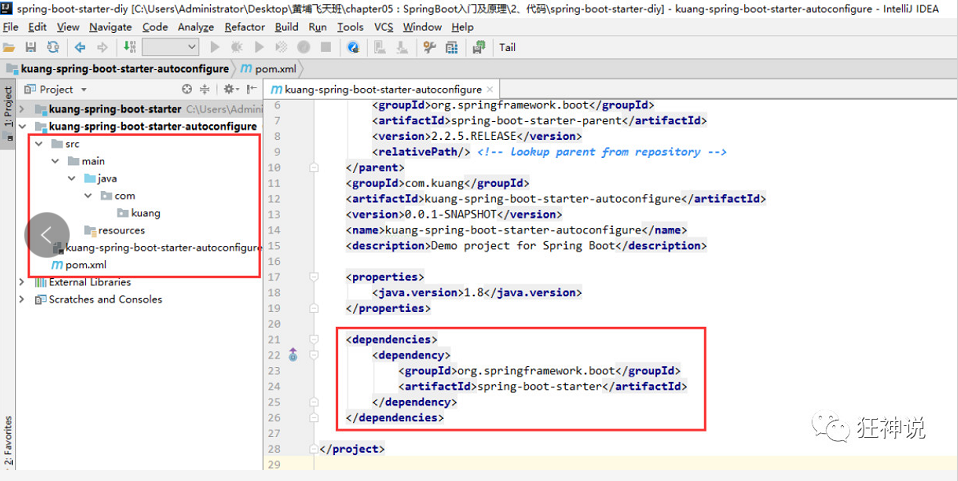 spring-boot-starter-diy [C:\Users\Administrator\Desktop\黄埔飞天班\chapter05：SpringBoot入门及原理\2、代码\spring-boot-starter-diy] - kuang-spring-boot-starter-autoconfigure - IntelliJ IDEA
File Edit View Navigate Code Analyze Refactor Build Run Tools VCS Window Help
Tail
kuang-spring-boot-starter-autoconfigure pom.xml
1: Project
Project
kuang-spring-boot-starter C:\Users\Admini
kuang-spring-boot-starter-autoconfigure
src
main
java
com
kuang
resources
kuang-spring-boot-starter-autoconfigure
pom.xml
External Libraries
Scratches and Consoles
2: Favorites
kuang-spring-boot-starter-autoconfigure
6 <groupId>org.springframework.boot</groupId>
7 <artifactId>spring-boot-starter-parent</artifactId>
8 <version>2.2.5.RELEASE</version>
9 <relativePath/> <!-- lookup parent from repository -->
10 </parent>
11 <groupId>com.kuang</groupId>
12 <artifactId>kuang-spring-boot-starter-autoconfigure</artifactId>
13 <version>0.0.1-SNAPSHOT</version>
14 <name>kuang-spring-boot-starter-autoconfigure</name>
15 <description>Demo project for Spring Boot</description>
16
17 <properties>
18 <java.version>1.8</java.version>
19 </properties>
20
21 <dependencies>
22 <dependency>
23 <groupId>org.springframework.boot</groupId>
24 <artifactId>spring-boot-starter</artifactId>
25 </dependency>
26 </dependencies>
27
28 </project>
29
狂神说